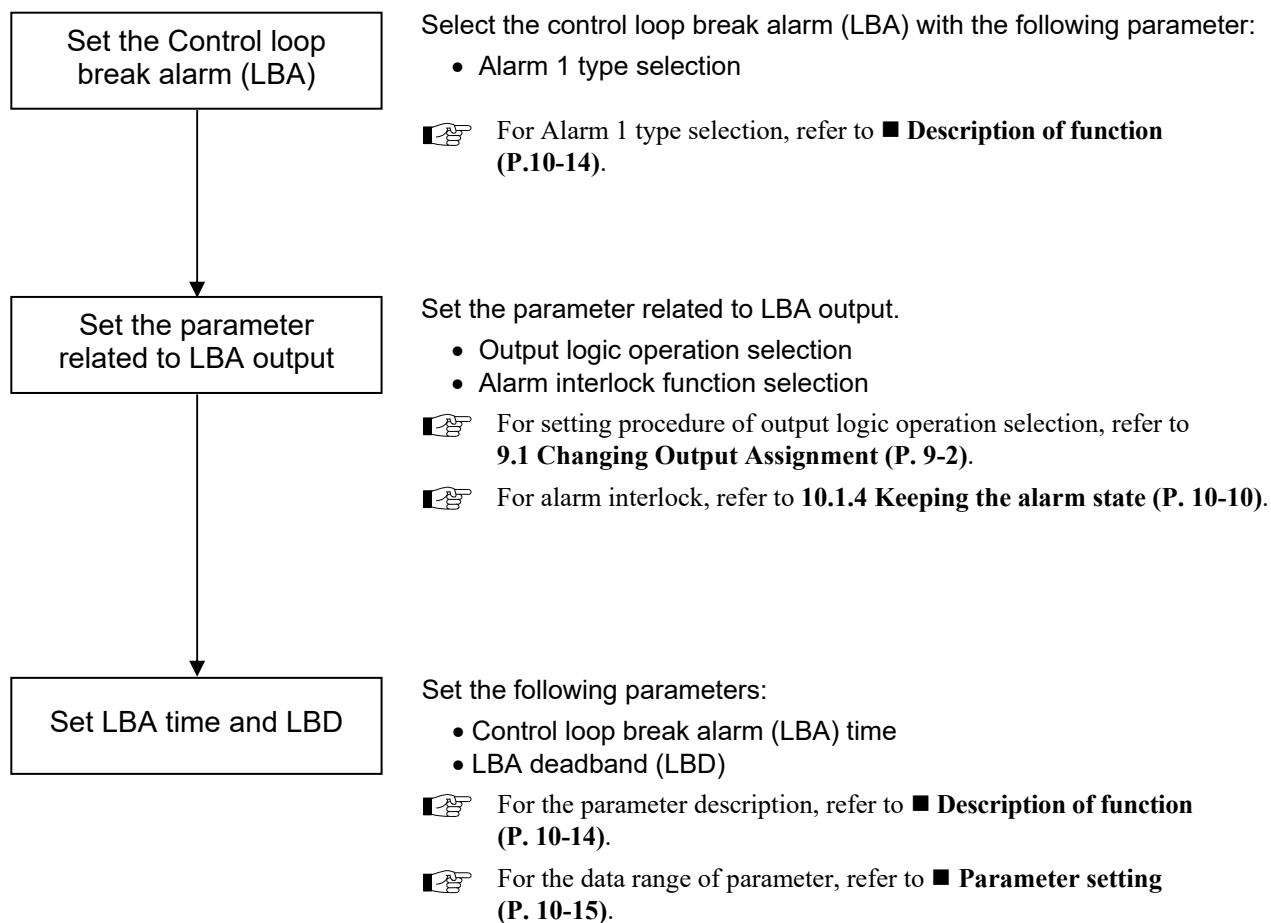 Set the Control loop
break alarm (LBA)
Select the control loop break alarm (LBA) with the following parameter:
• Alarm 1 type selection
For Alarm 1 type selection, refer to ■ Description of function
(P.10-14).
Set the parameter
related to LBA output
Set the parameter related to LBA output.
• Output logic operation selection
• Alarm interlock function selection
For setting procedure of output logic operation selection, refer to
9.1 Changing Output Assignment (P. 9-2).
For alarm interlock, refer to 10.1.4 Keeping the alarm state (P. 10-10).
Set LBA time and LBD
Set the following parameters:
• Control loop break alarm (LBA) time
• LBA deadband (LBD)
For the parameter description, refer to ■ Description of function
(P. 10-14).
For the data range of parameter, refer to ■ Parameter setting
(P. 10-15).